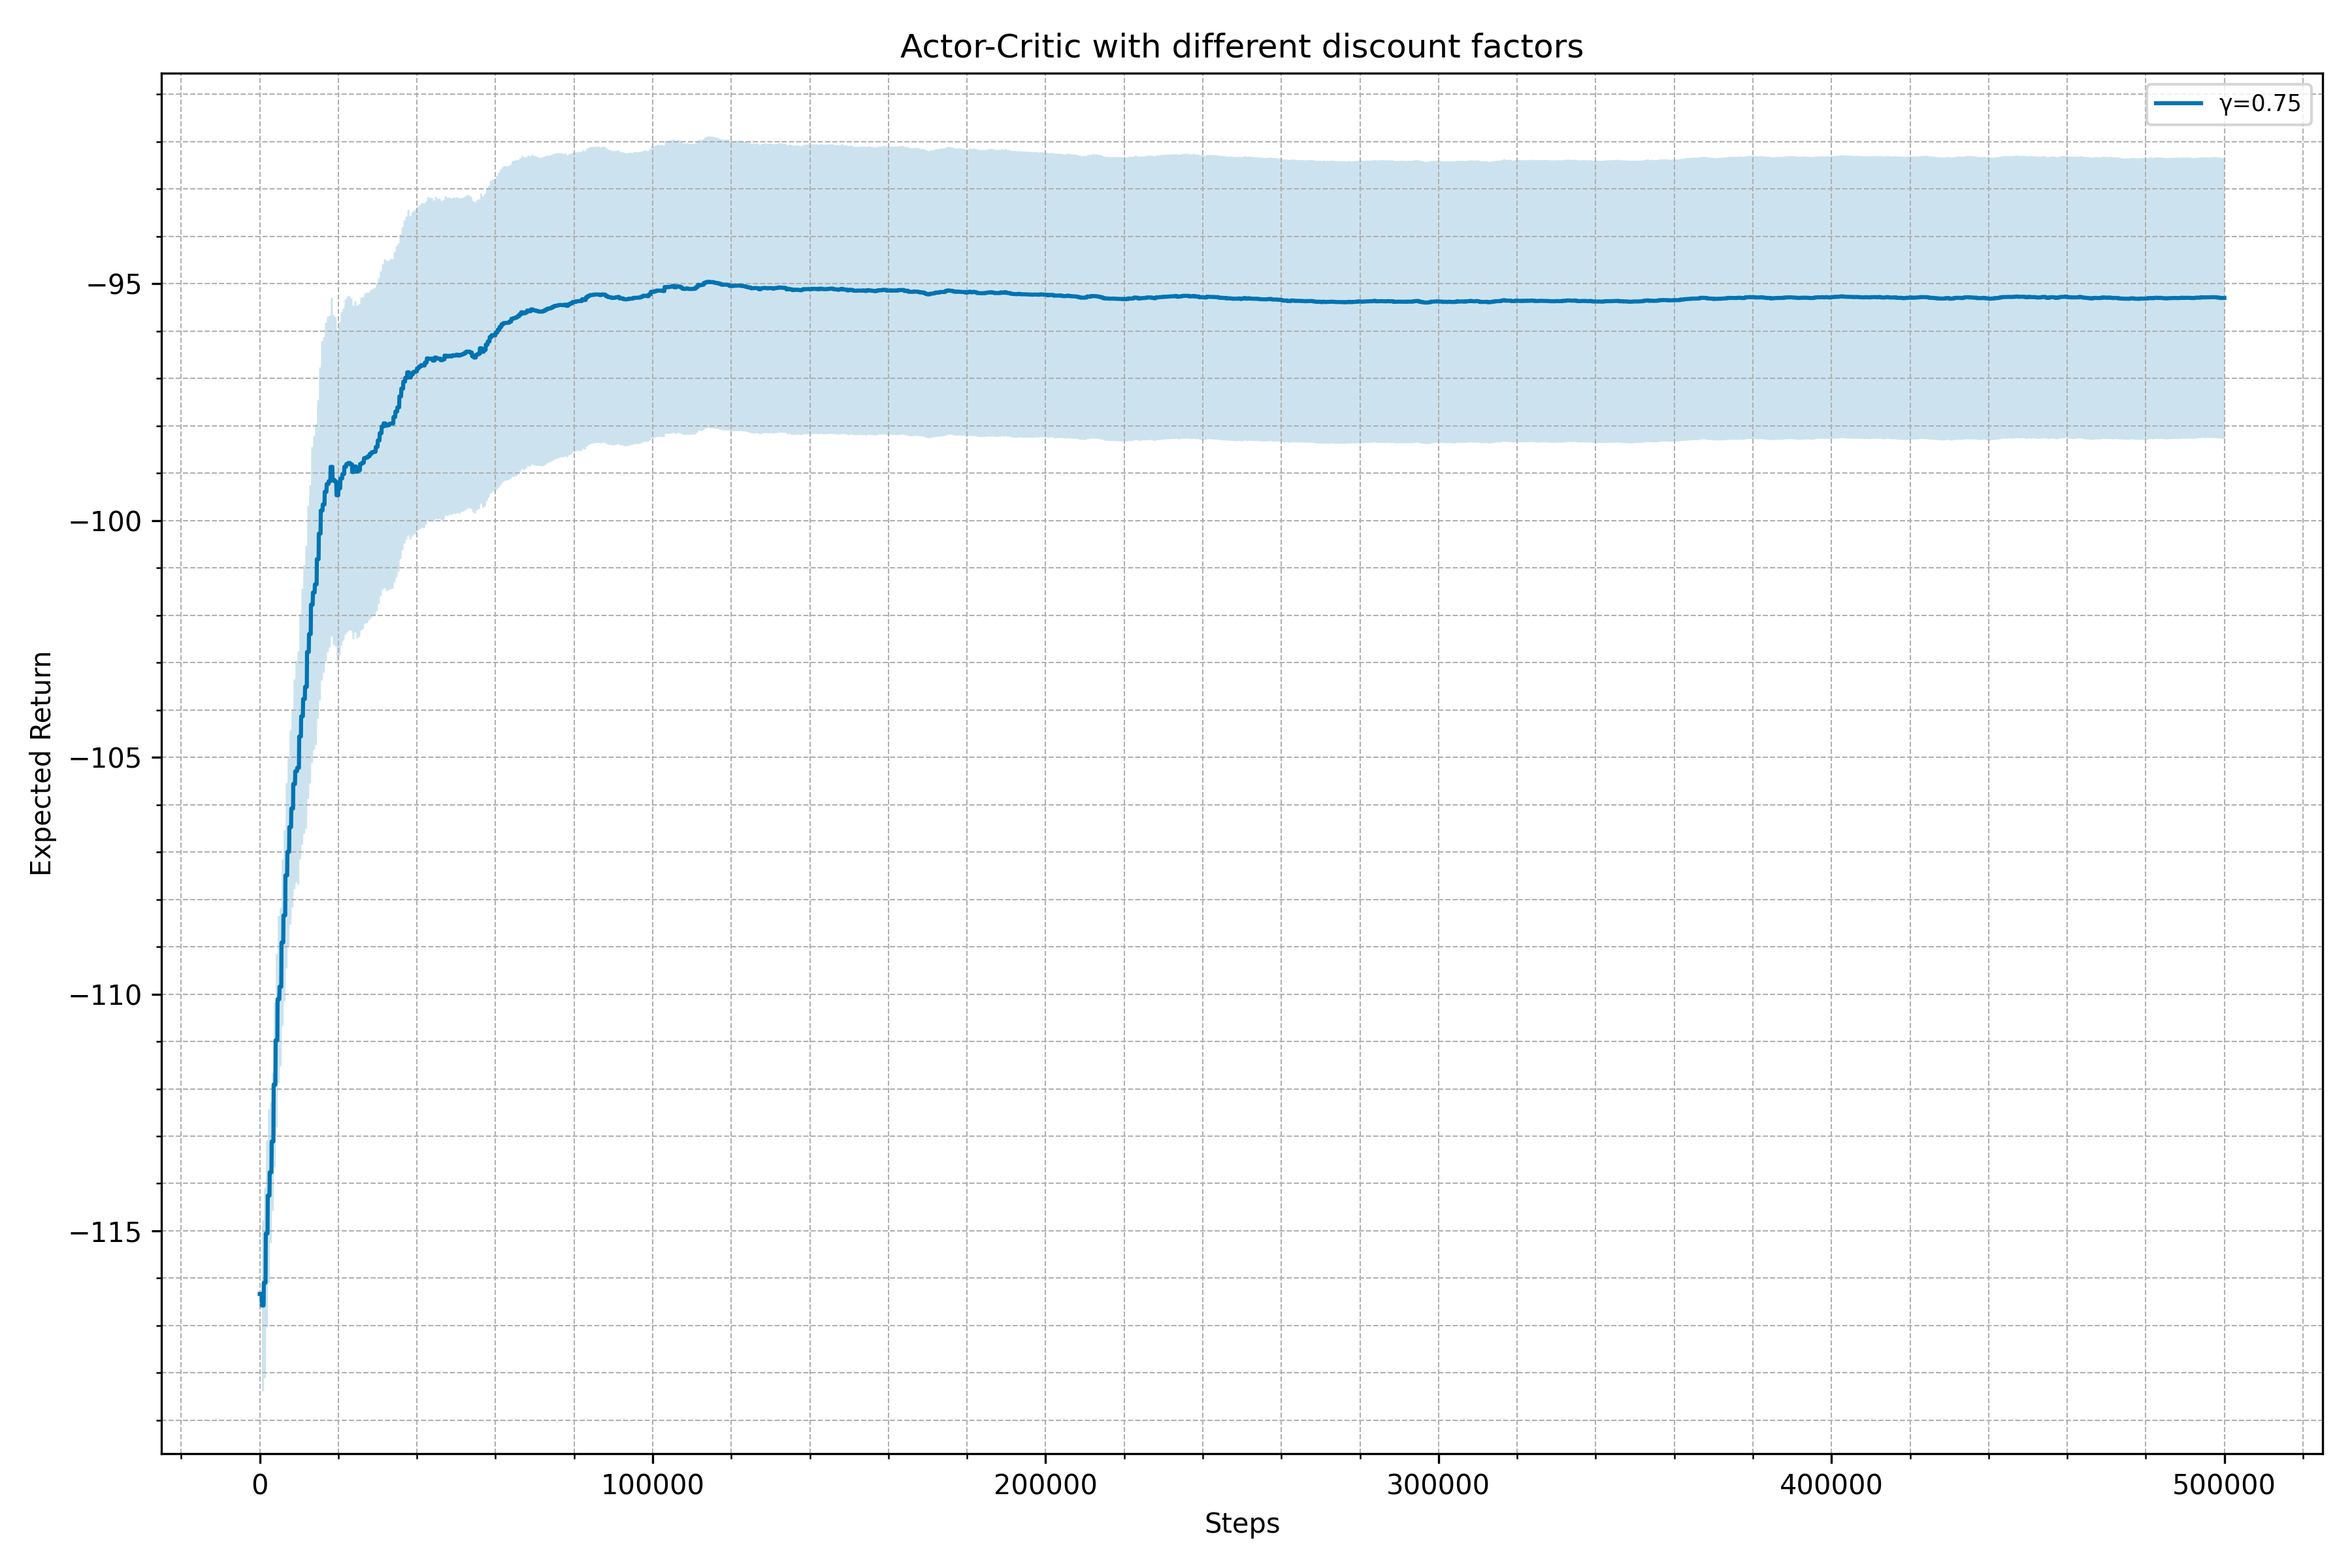 Actor-Critic with different discount factors
γ=0.75
Expected Return
−95
−100
−105
−110
−115
0 100000 200000 300000 400000 500000
Steps